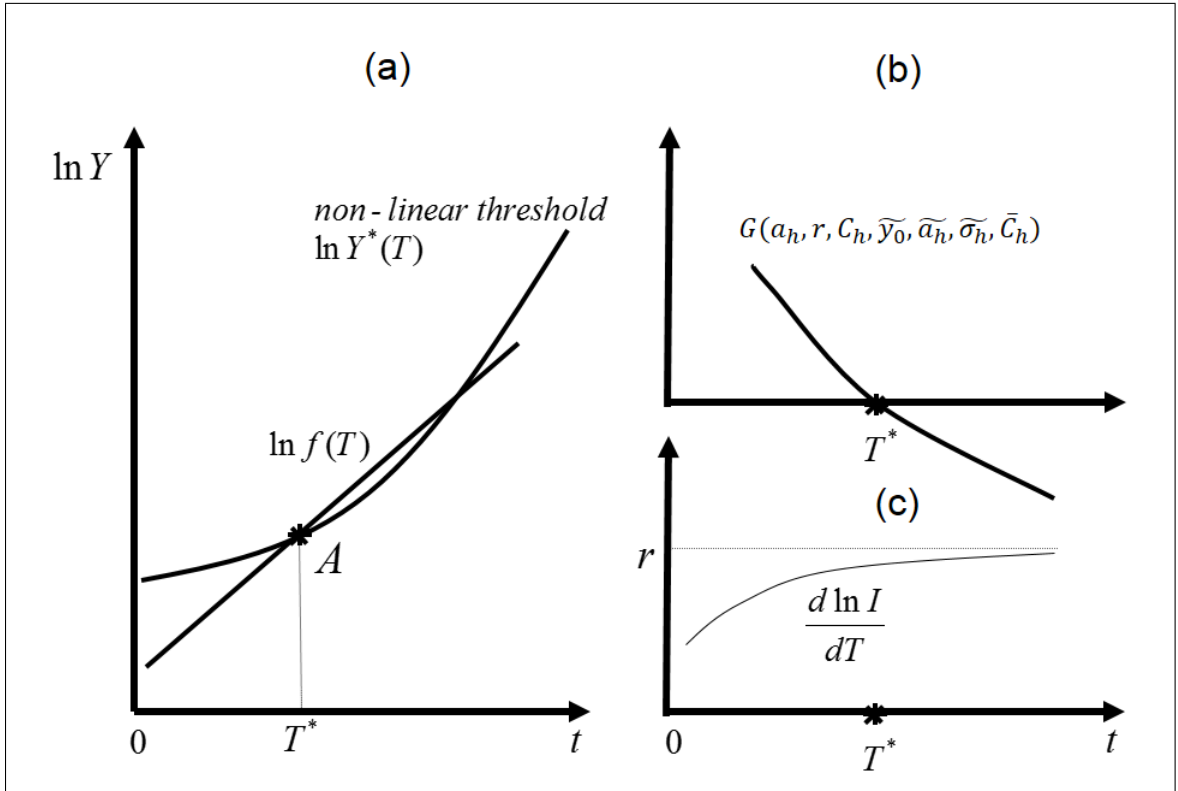 (a)
ln Y
non - linear threshold
ln Y*(T)
ln f(T)
A
0
T*
t
(b)
G(a_h, r, C_h, ỹ_0, ã_h, σ̃_h, C̄_h)
T*
(c)
r
d ln I
dT
0
T*
t